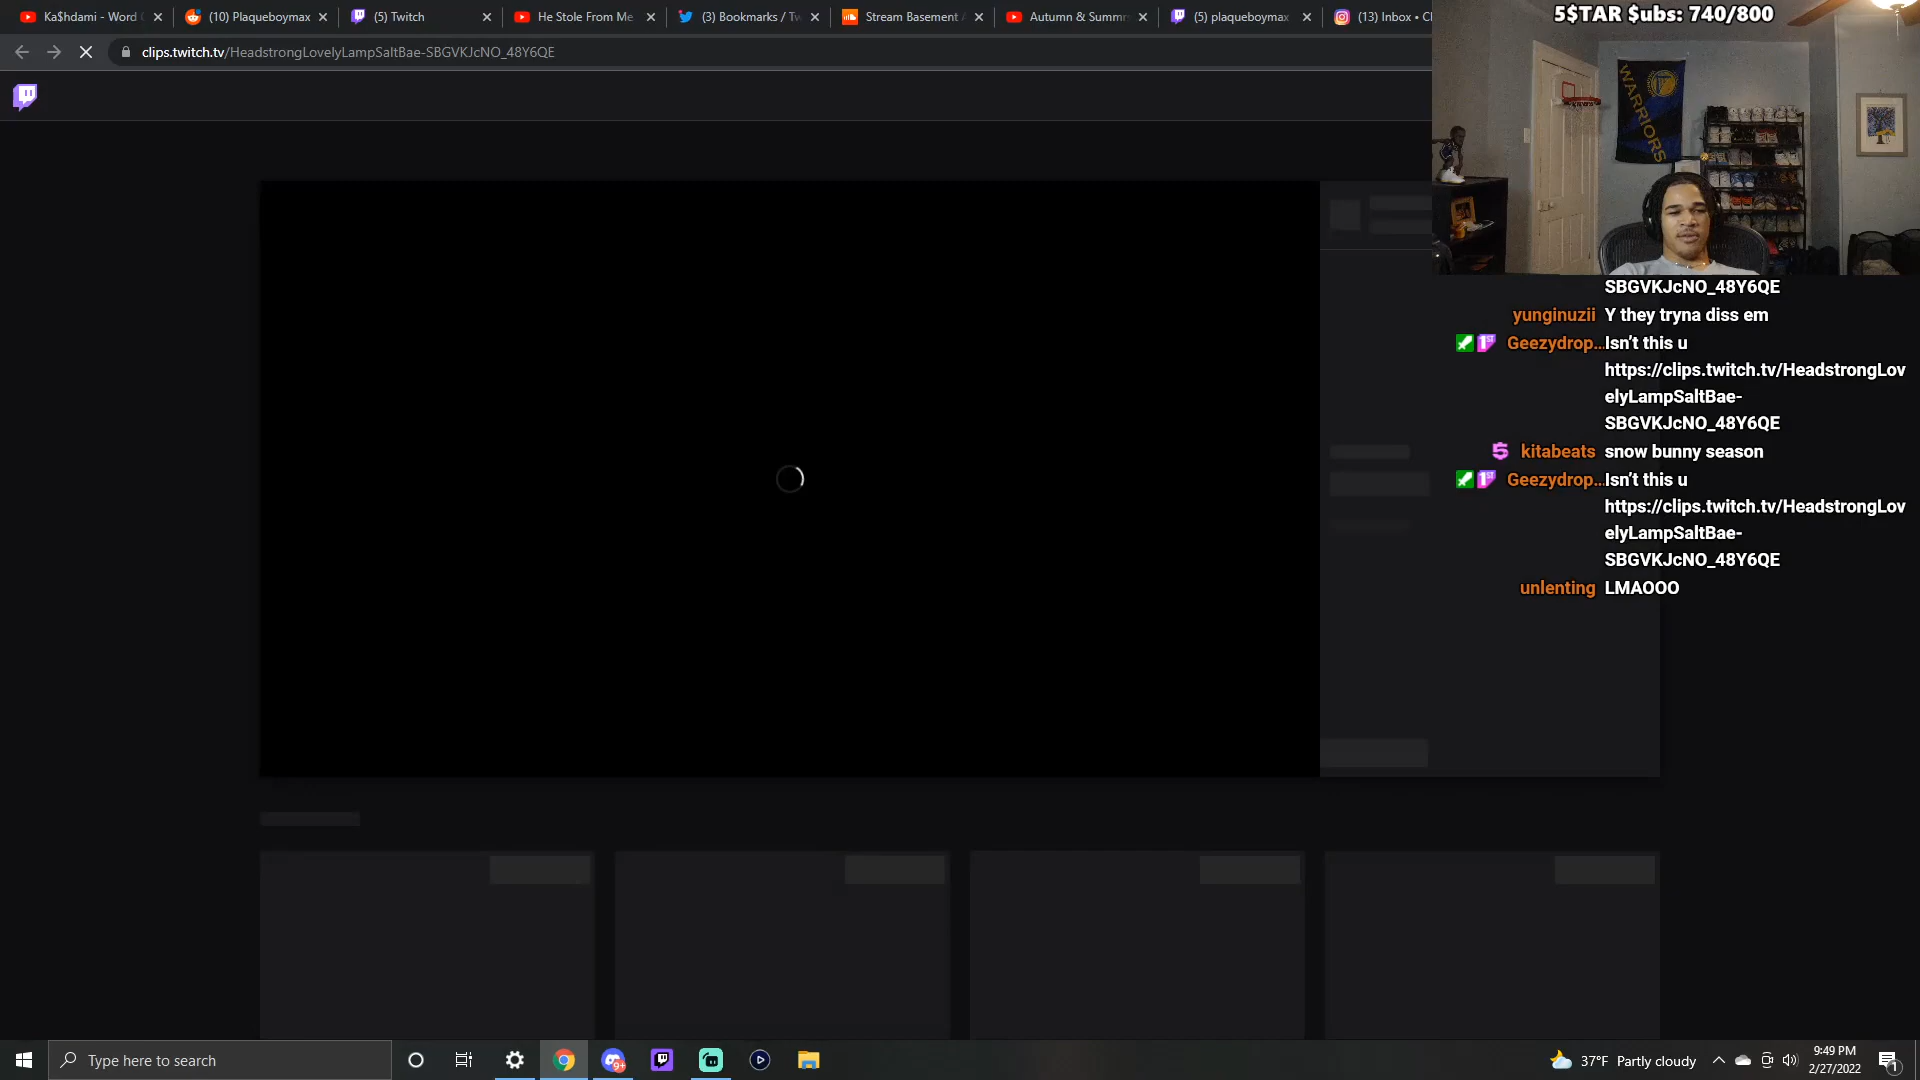 Ka$hdami - Word
(10) Plaqueboymax
(5) Twitch
He Stole From Me
(3) Bookmarks / Tw
Stream Basement
Autumn & Summ
(5) plaqueboymax
(13) Inbox •
5$TAR $ubs: 740/800
clips.twitch.tv/HeadstrongLovelyLampSaltBae-SBGVKJcNO_48Y6QE
WARRIORS
SBGVKJcNO_48Y6QE
yunginuzii Y they tryna diss em
Geezydrop... Isn't this u
https://clips.twitch.tv/HeadstrongLov
elyLampSaltBae-
SBGVKJcNO_48Y6QE
kitabeats snow bunny season
Geezydrop... Isn't this u
https://clips.twitch.tv/HeadstrongLov
elyLampSaltBae-
SBGVKJcNO_48Y6QE
unlenting LMAOOO
Type here to search
9+
37°F Partly cloudy
9:49 PM
2/27/2022
1